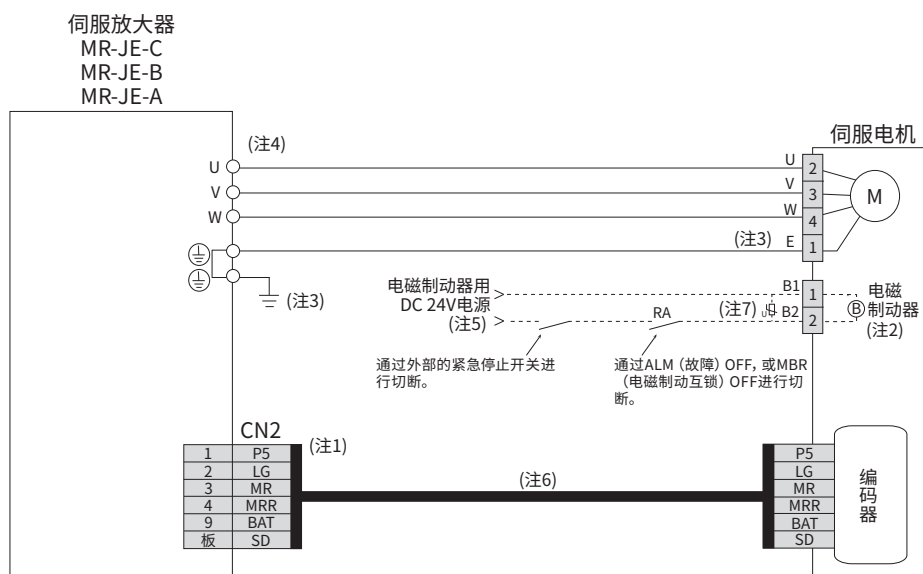 伺服放大器
MR-JE-C
MR-JE-B
MR-JE-A
伺服电机
(注4)
U
V
W
U
V
W
(注3) E
2
3
4
1
M
(注3)
电磁制动器用
DC 24V电源
(注5)
通过外部的紧急停止开关进
行切断。
RA
通过ALM（故障）OFF，或MBR
（电磁制动互锁）OFF进行切
断。
(注7)
U
B1
B2
1
2
B
电磁
制动器
(注2)
CN2
(注1)
1 P5
2 LG
3 MR
4 MRR
9 BAT
板 SD
(注6)
P5
LG
MR
MRR
BAT
SD
编
码
器